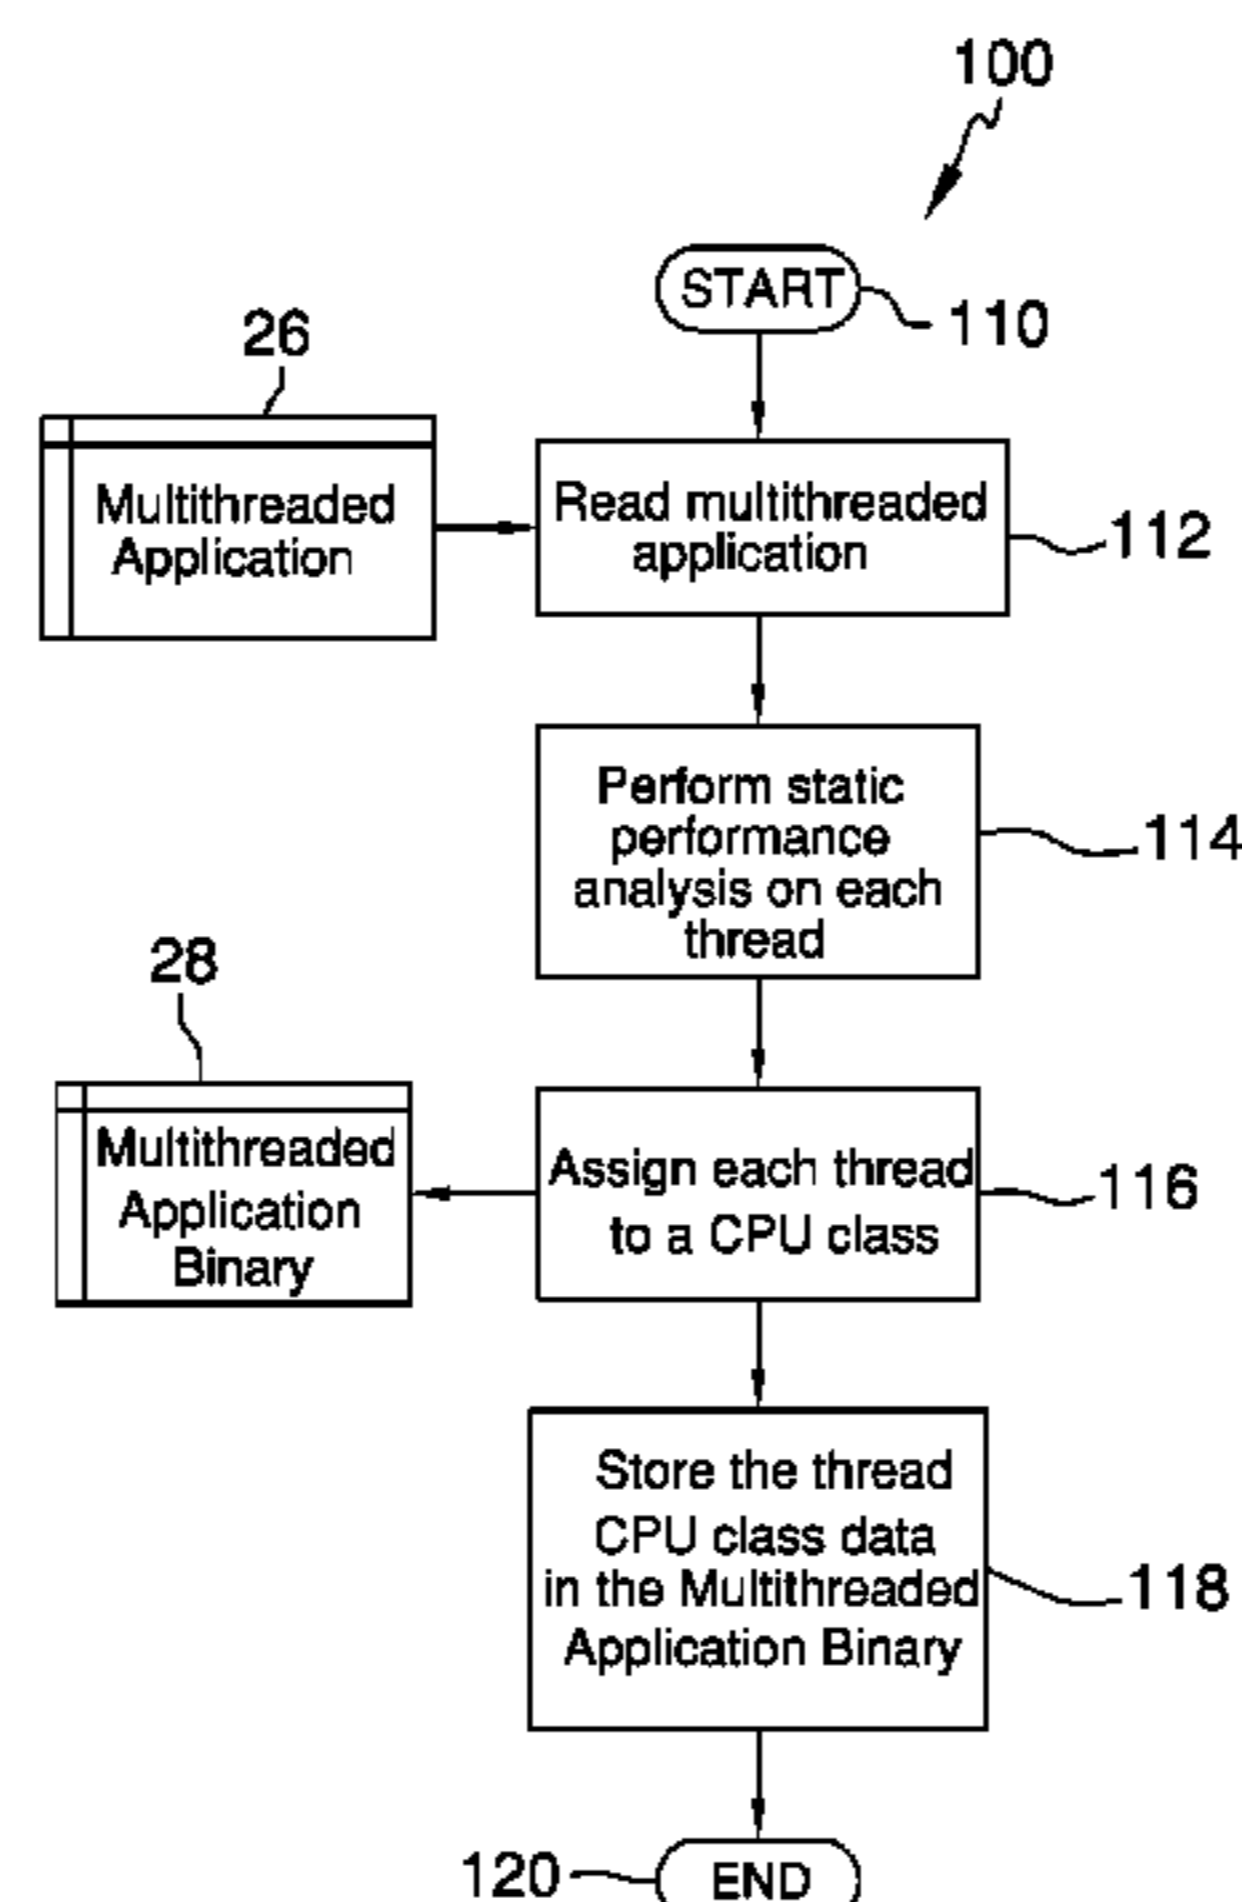 100
START
110
26
Multithreaded
Application
Read multithreaded
application
112
Perform static
performance
analysis on each
thread
114
28
Multithreaded
Application
Binary
Assign each thread
to a CPU class
116
Store the thread
CPU class data
in the Multithreaded
Application Binary
118
120
END